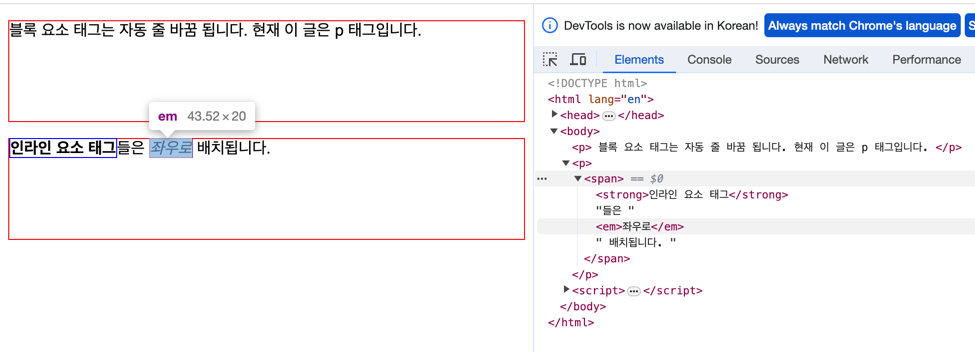 블록 요소 태그는 자동 줄 바꿈 됩니다. 현재 이 글은 p 태그입니다.
em 43.52 × 20
인라인 요소 태그들은 좌우로 배치됩니다.
DevTools is now available in Korean! Always match Chrome's language S
Elements Console Sources Network Performance
<!DOCTYPE html>
<html lang="en">
<head> ••• </head>
<body>
<p> 블록 요소 태그는 자동 줄 바꿈 됩니다. 현재 이 글은 p 태그입니다. </p>
<p>
••• <span> == $0
<strong>인라인 요소 태그</strong>
"들은 "
<em>좌우로</em>
" 배치됩니다. "
</span>
</p>
<script> ••• </script>
</body>
</html>